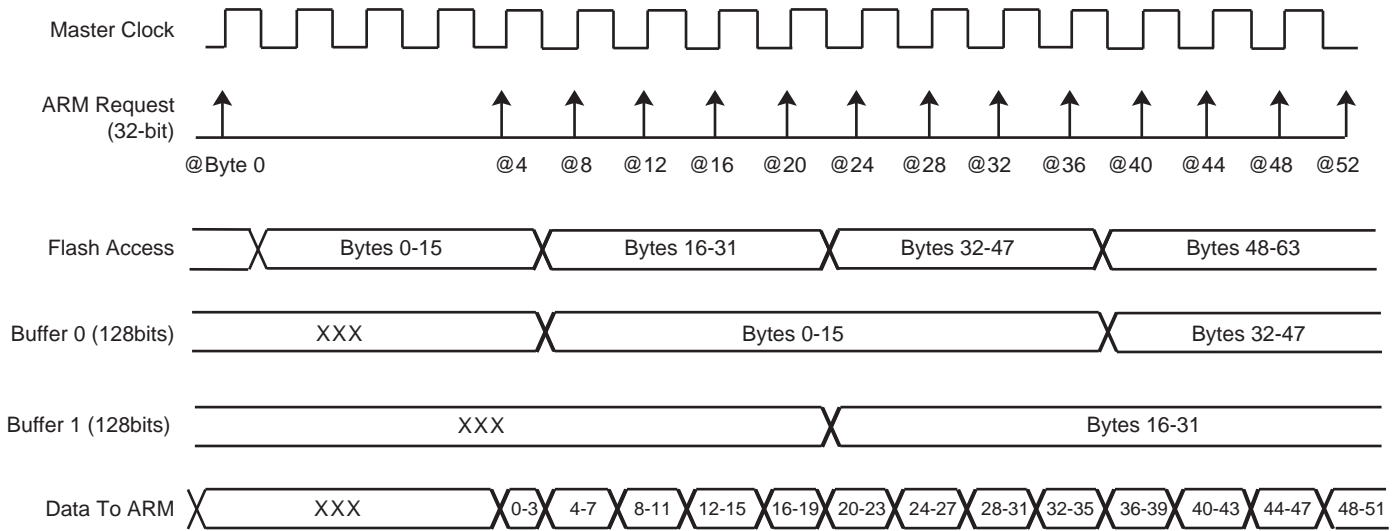 Master Clock
ARM Request
(32-bit)
@Byte 0 @4 @8 @12 @16 @20 @24 @28 @32 @36 @40 @44 @48 @52
Flash Access Bytes 0-15 Bytes 16-31 Bytes 32-47 Bytes 48-63
Buffer 0 (128bits) XXX Bytes 0-15 Bytes 32-47
Buffer 1 (128bits) XXX Bytes 16-31
Data To ARM XXX 0-3 4-7 8-11 12-15 16-19 20-23 24-27 28-31 32-35 36-39 40-43 44-47 48-51